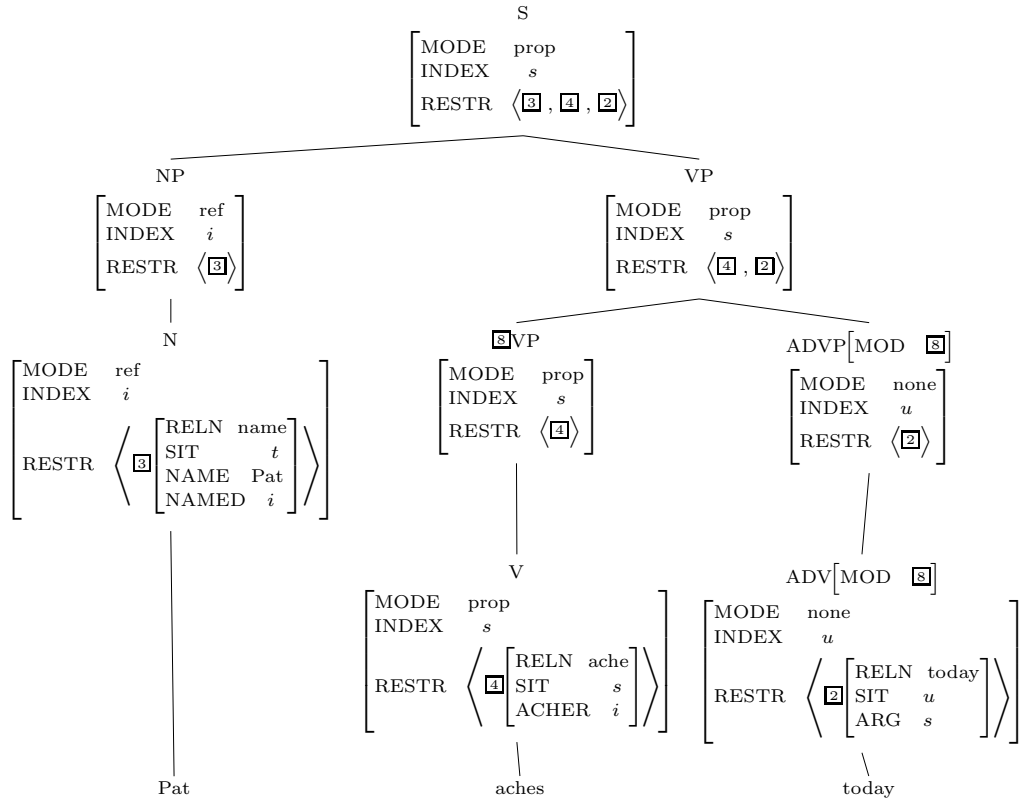 S
MODE prop
INDEX s
RESTR ⟨ 3 , 4 , 2 ⟩
NP
MODE ref
INDEX i
RESTR ⟨ 3 ⟩
VP
MODE prop
INDEX s
RESTR ⟨ 4 , 2 ⟩
N
MODE ref
INDEX i
RESTR ⟨ 3 [ RELN name
SIT t
NAME Pat
NAMED i ] ⟩
8 VP
MODE prop
INDEX s
RESTR ⟨ 4 ⟩
ADVP[MOD 8 ]
MODE none
INDEX u
RESTR ⟨ 2 ⟩
V
MODE prop
INDEX s
RESTR ⟨ 4 [ RELN ache
SIT s
ACHER i ] ⟩
ADV[MOD 8 ]
MODE none
INDEX u
RESTR ⟨ 2 [ RELN today
SIT u
ARG s ] ⟩
Pat aches today